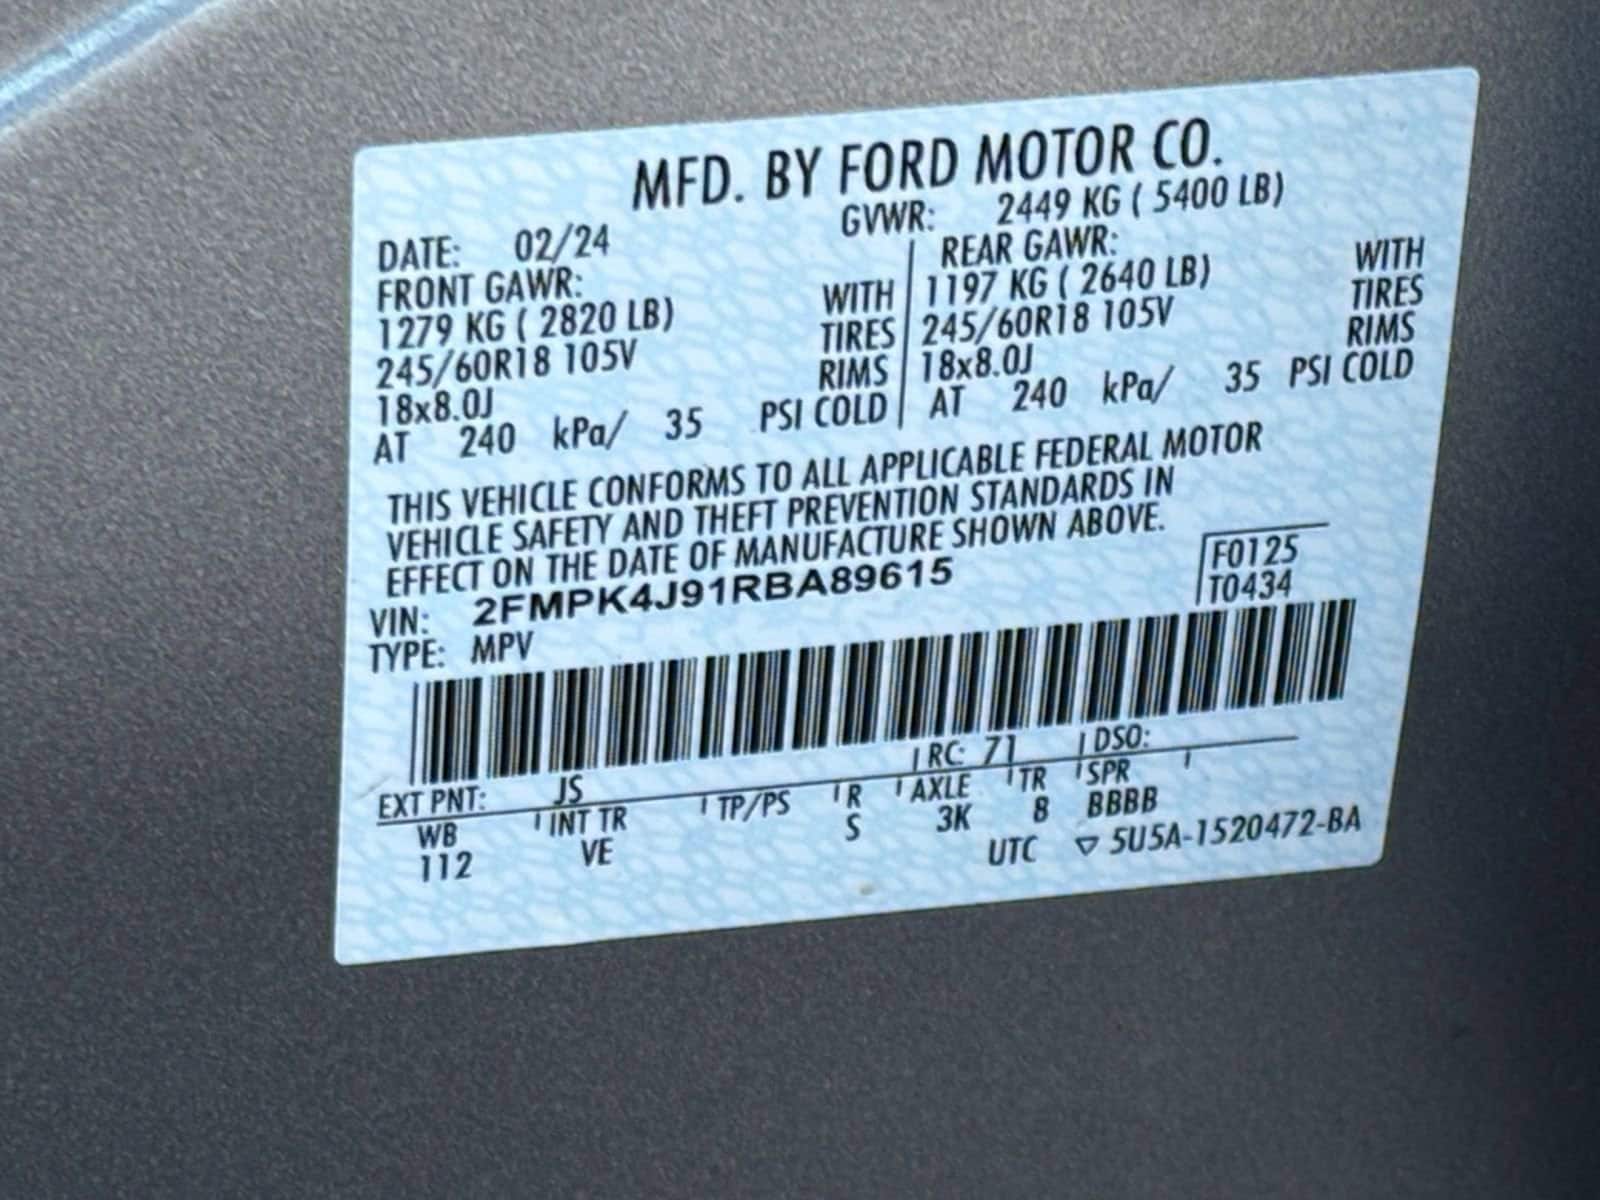 MFD. BY FORD MOTOR CO.
DATE: 02/24 GVWR: 2449 KG ( 5400 LB)
FRONT GAWR: REAR GAWR:
1279 KG ( 2820 LB) WITH 1197 KG ( 2640 LB) WITH
245/60R18 105V TIRES 245/60R18 105V TIRES
18x8.0J RIMS 18x8.0J RIMS
AT 240 kPa/ 35 PSI COLD AT 240 kPa/ 35 PSI COLD
THIS VEHICLE CONFORMS TO ALL APPLICABLE FEDERAL MOTOR
VEHICLE SAFETY AND THEFT PREVENTION STANDARDS IN
EFFECT ON THE DATE OF MANUFACTURE SHOWN ABOVE.
F0125
VIN: 2FMPK4J91RBA89615
T0434
TYPE: MPV
EXT PNT: JS RC: 71 DSO:
WB INT TR TP/PS R AXLE TR SPR
112 VE S 3K 8 BBBB
UTC ▽ 5U5A-1520472-BA